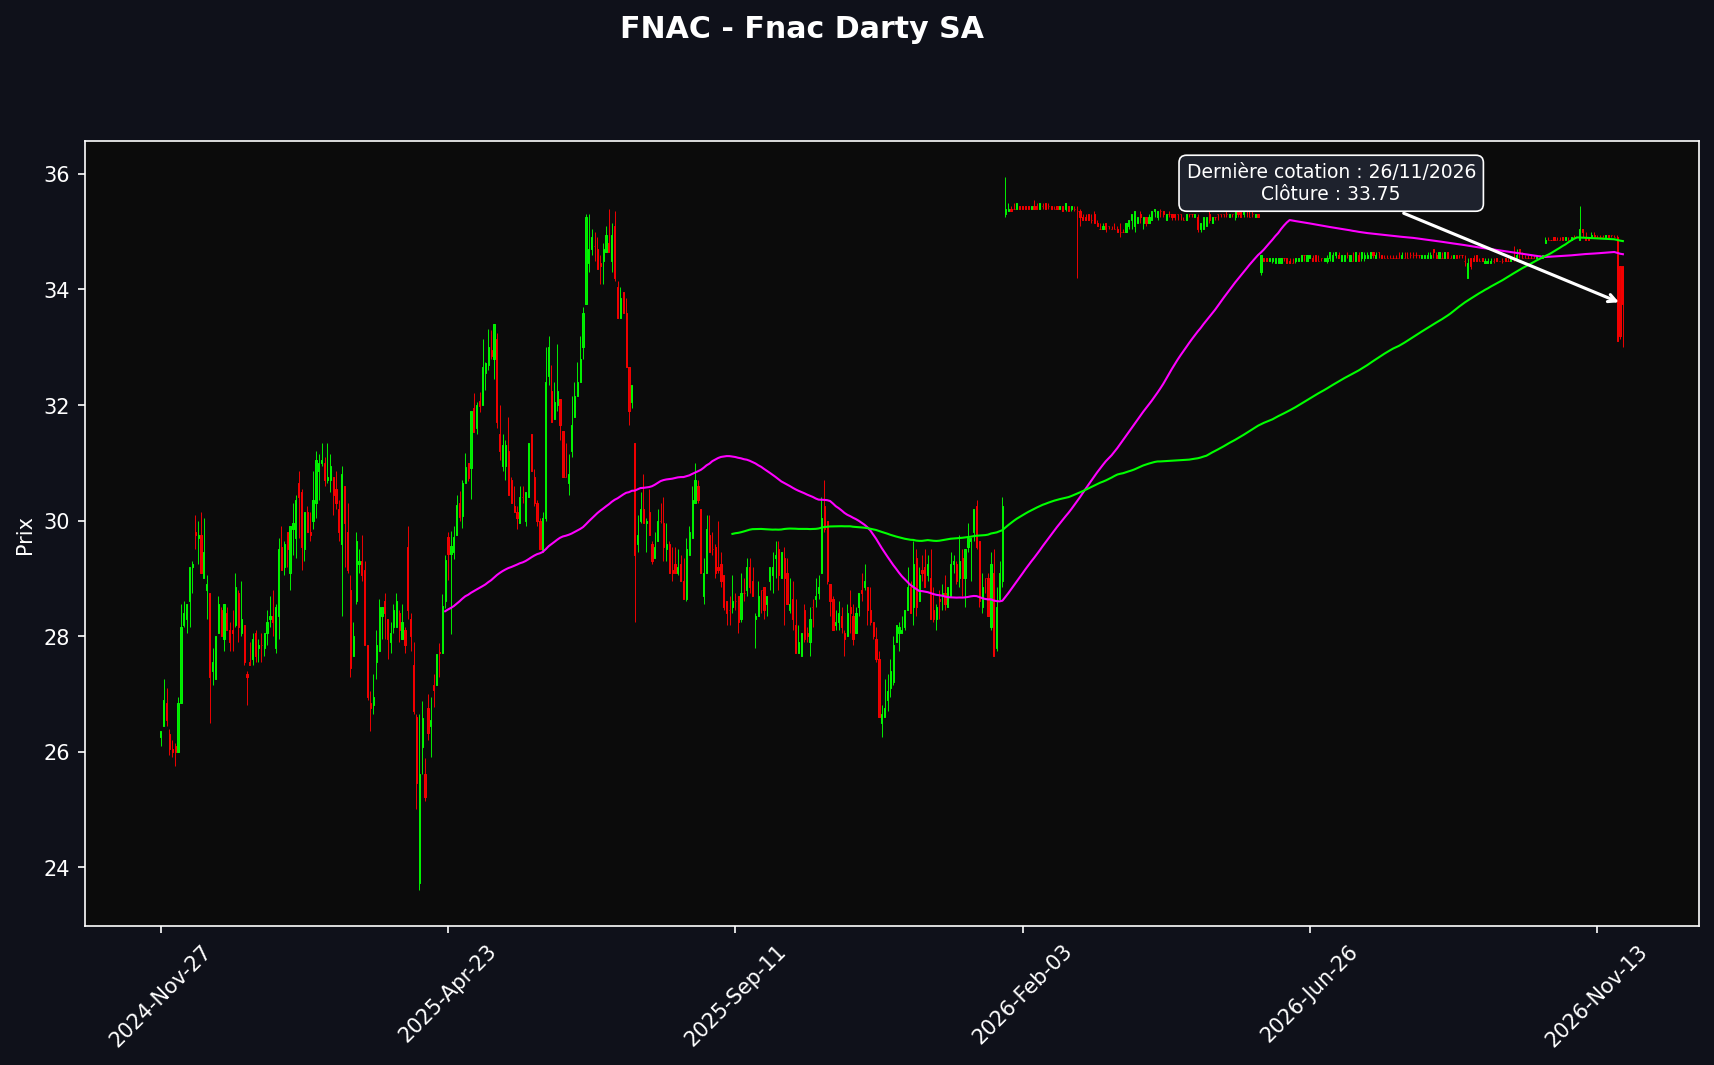 FNAC - Fnac Darty SA
Dernière cotation : 26/11/2026
Clôture : 33.75
Prix
36
34
32
30
28
26
24
2024-Nov-27
2025-Apr-23
2025-Sep-11
2026-Feb-03
2026-Jun-26
2026-Nov-13